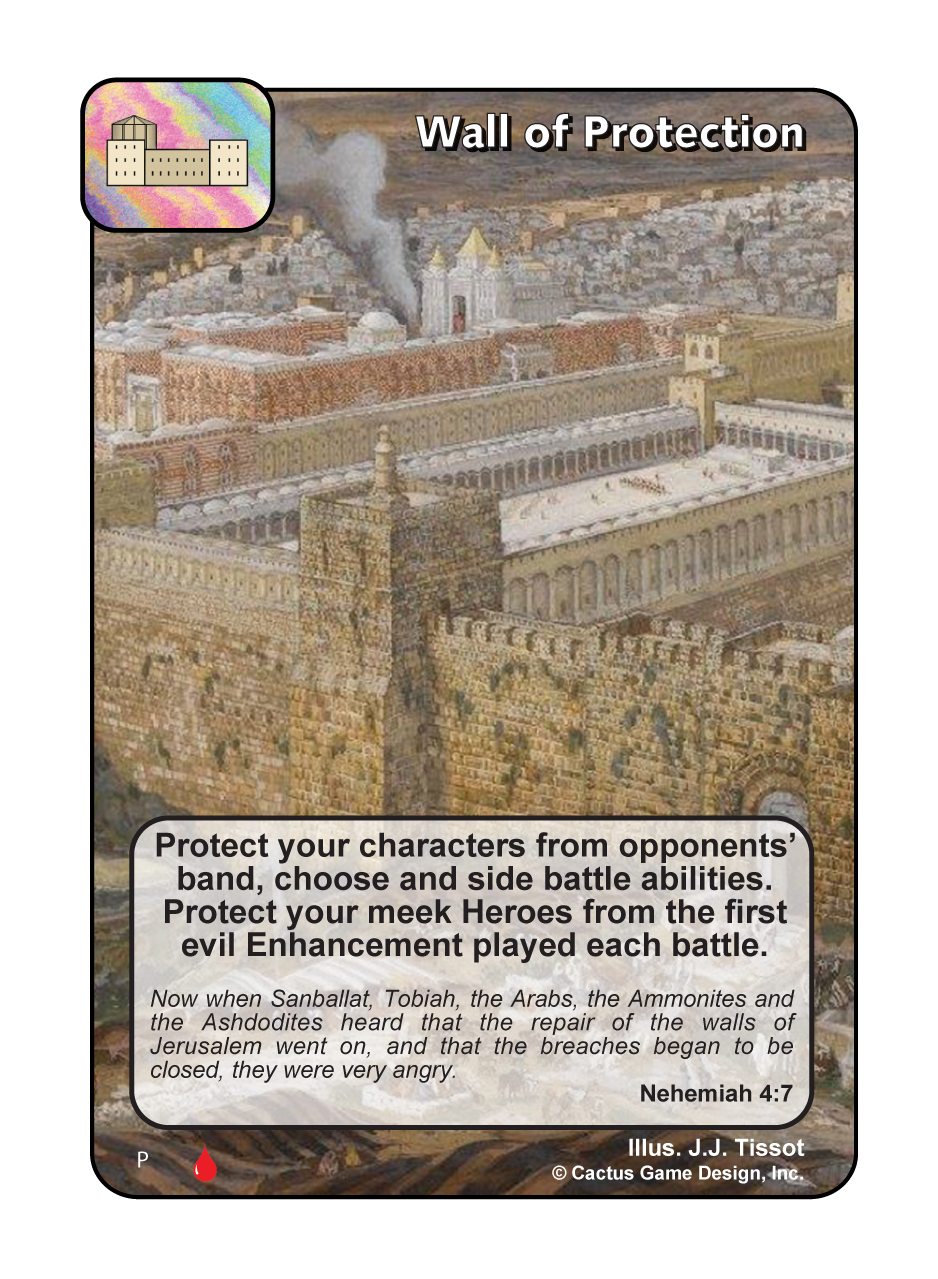 Wall of Protection
Protect your characters from opponents'
band, choose and side battle abilities.
Protect your meek Heroes from the first
evil Enhancement played each battle.
Now when Sanballat, Tobiah, the Arabs, the Ammonites and
the Ashdodites heard that the repair of the walls of
Jerusalem went on, and that the breaches began to be
closed, they were very angry.
Nehemiah 4:7
P
Illus. J.J. Tissot
© Cactus Game Design, Inc.